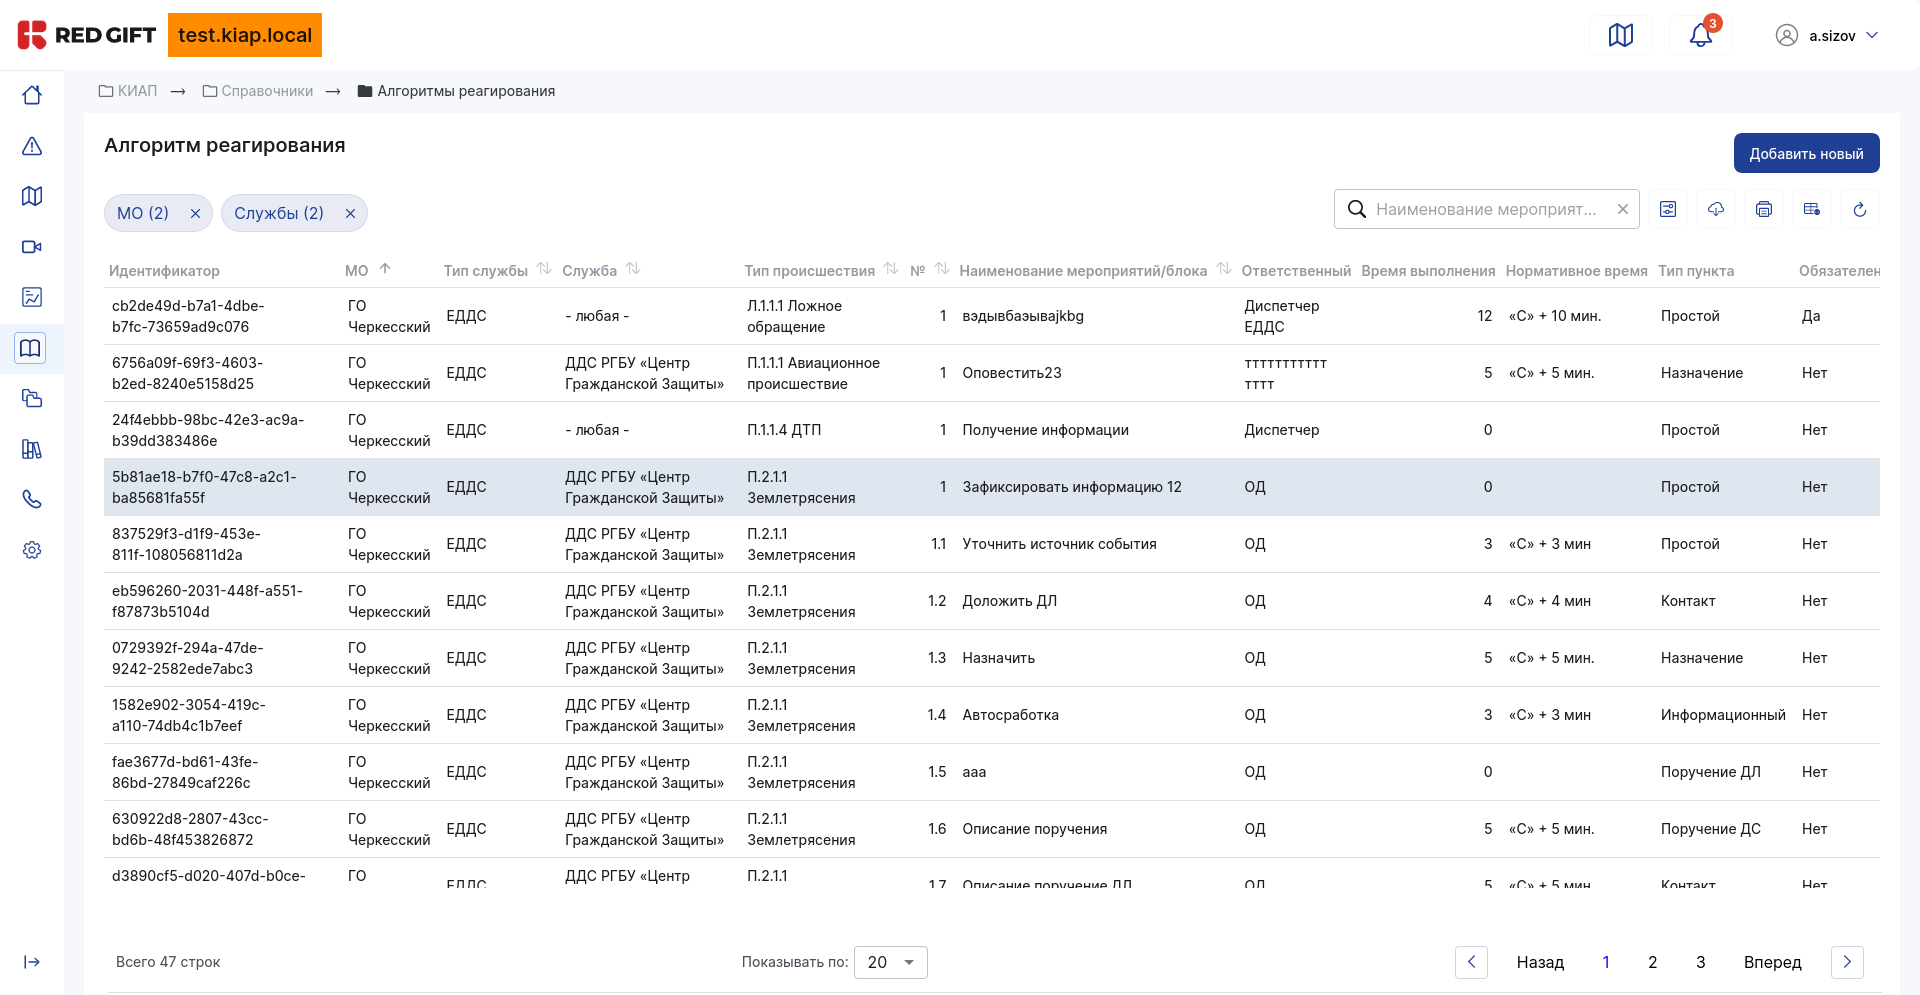 RED GIFT test.kiap.local 3 a.sizov
КИАП → Справочники → Алгоритмы реагирования
Алгоритм реагирования
Добавить новый
МО (2) Службы (2) Наименование мероприят...
Идентификатор МО Тип службы Служба Тип происшествия № Наименование мероприятий/блока Ответственный Время выполнения Нормативное время Тип пункта Обязателен
cb2de49d-b7a1-4dbe- ГО Л.1.1.1 Ложное Диспетчер
ЕДДС - любая - 1 вэдывбаэываjkbg 12 «С» + 10 мин. Простой Да
b7fc-73659ad9c076 Черкесский обращение ЕДДС
6756a09f-69f3-4603- ГО ДДС РГБУ «Центр П.1.1.1 Авиационное ттттттттттт
ЕДДС 1 Оповестить23 5 «С» + 5 мин. Назначение Нет
b2ed-8240e5158d25 Черкесский Гражданской Защиты» происшествие тттт
24f4ebbb-98bc-42e3-ac9a- ГО
ЕДДС - любая - П.1.1.4 ДТП 1 Получение информации Диспетчер 0 Простой Нет
b39dd383486e Черкесский
5b81ae18-b7f0-47c8-a2c1- ГО ДДС РГБУ «Центр П.2.1.1
ЕДДС 1 Зафиксировать информацию 12 ОД 0 Простой Нет
ba85681fa55f Черкесский Гражданской Защиты» Землетрясения
837529f3-d1f9-453e- ГО ДДС РГБУ «Центр П.2.1.1
ЕДДС 1.1 Уточнить источник события ОД 3 «С» + 3 мин Простой Нет
811f-108056811d2a Черкесский Гражданской Защиты» Землетрясения
eb596260-2031-448f-a551- ГО ДДС РГБУ «Центр П.2.1.1
ЕДДС 1.2 Доложить ДЛ ОД 4 «С» + 4 мин Контакт Нет
f87873b5104d Черкесский Гражданской Защиты» Землетрясения
0729392f-294a-47de- ГО ДДС РГБУ «Центр П.2.1.1
ЕДДС 1.3 Назначить ОД 5 «С» + 5 мин. Назначение Нет
9242-2582ede7abc3 Черкесский Гражданской Защиты» Землетрясения
1582e902-3054-419c- ГО ДДС РГБУ «Центр П.2.1.1
ЕДДС 1.4 Автосработка ОД 3 «С» + 3 мин Информационный Нет
a110-74db4c1b7eef Черкесский Гражданской Защиты» Землетрясения
fae3677d-bd61-43fe- ГО ДДС РГБУ «Центр П.2.1.1
ЕДДС 1.5 ааа ОД 0 Поручение ДЛ Нет
86bd-27849caf226c Черкесский Гражданской Защиты» Землетрясения
630922d8-2807-43cc- ГО ДДС РГБУ «Центр П.2.1.1
ЕДДС 1.6 Описание поручения ОД 5 «С» + 5 мин. Поручение ДС Нет
bd6b-48f453826872 Черкесский Гражданской Защиты» Землетрясения
d3890cf5-d020-407d-b0ce- ГО ДДС РГБУ «Центр П.2.1.1
ЕДДС 1.7 Описание поручение ДЛ ОД 5 «С» + 5 мин Контакт Нет
Всего 47 строк Показывать по: 20 Назад 1 2 3 Вперед